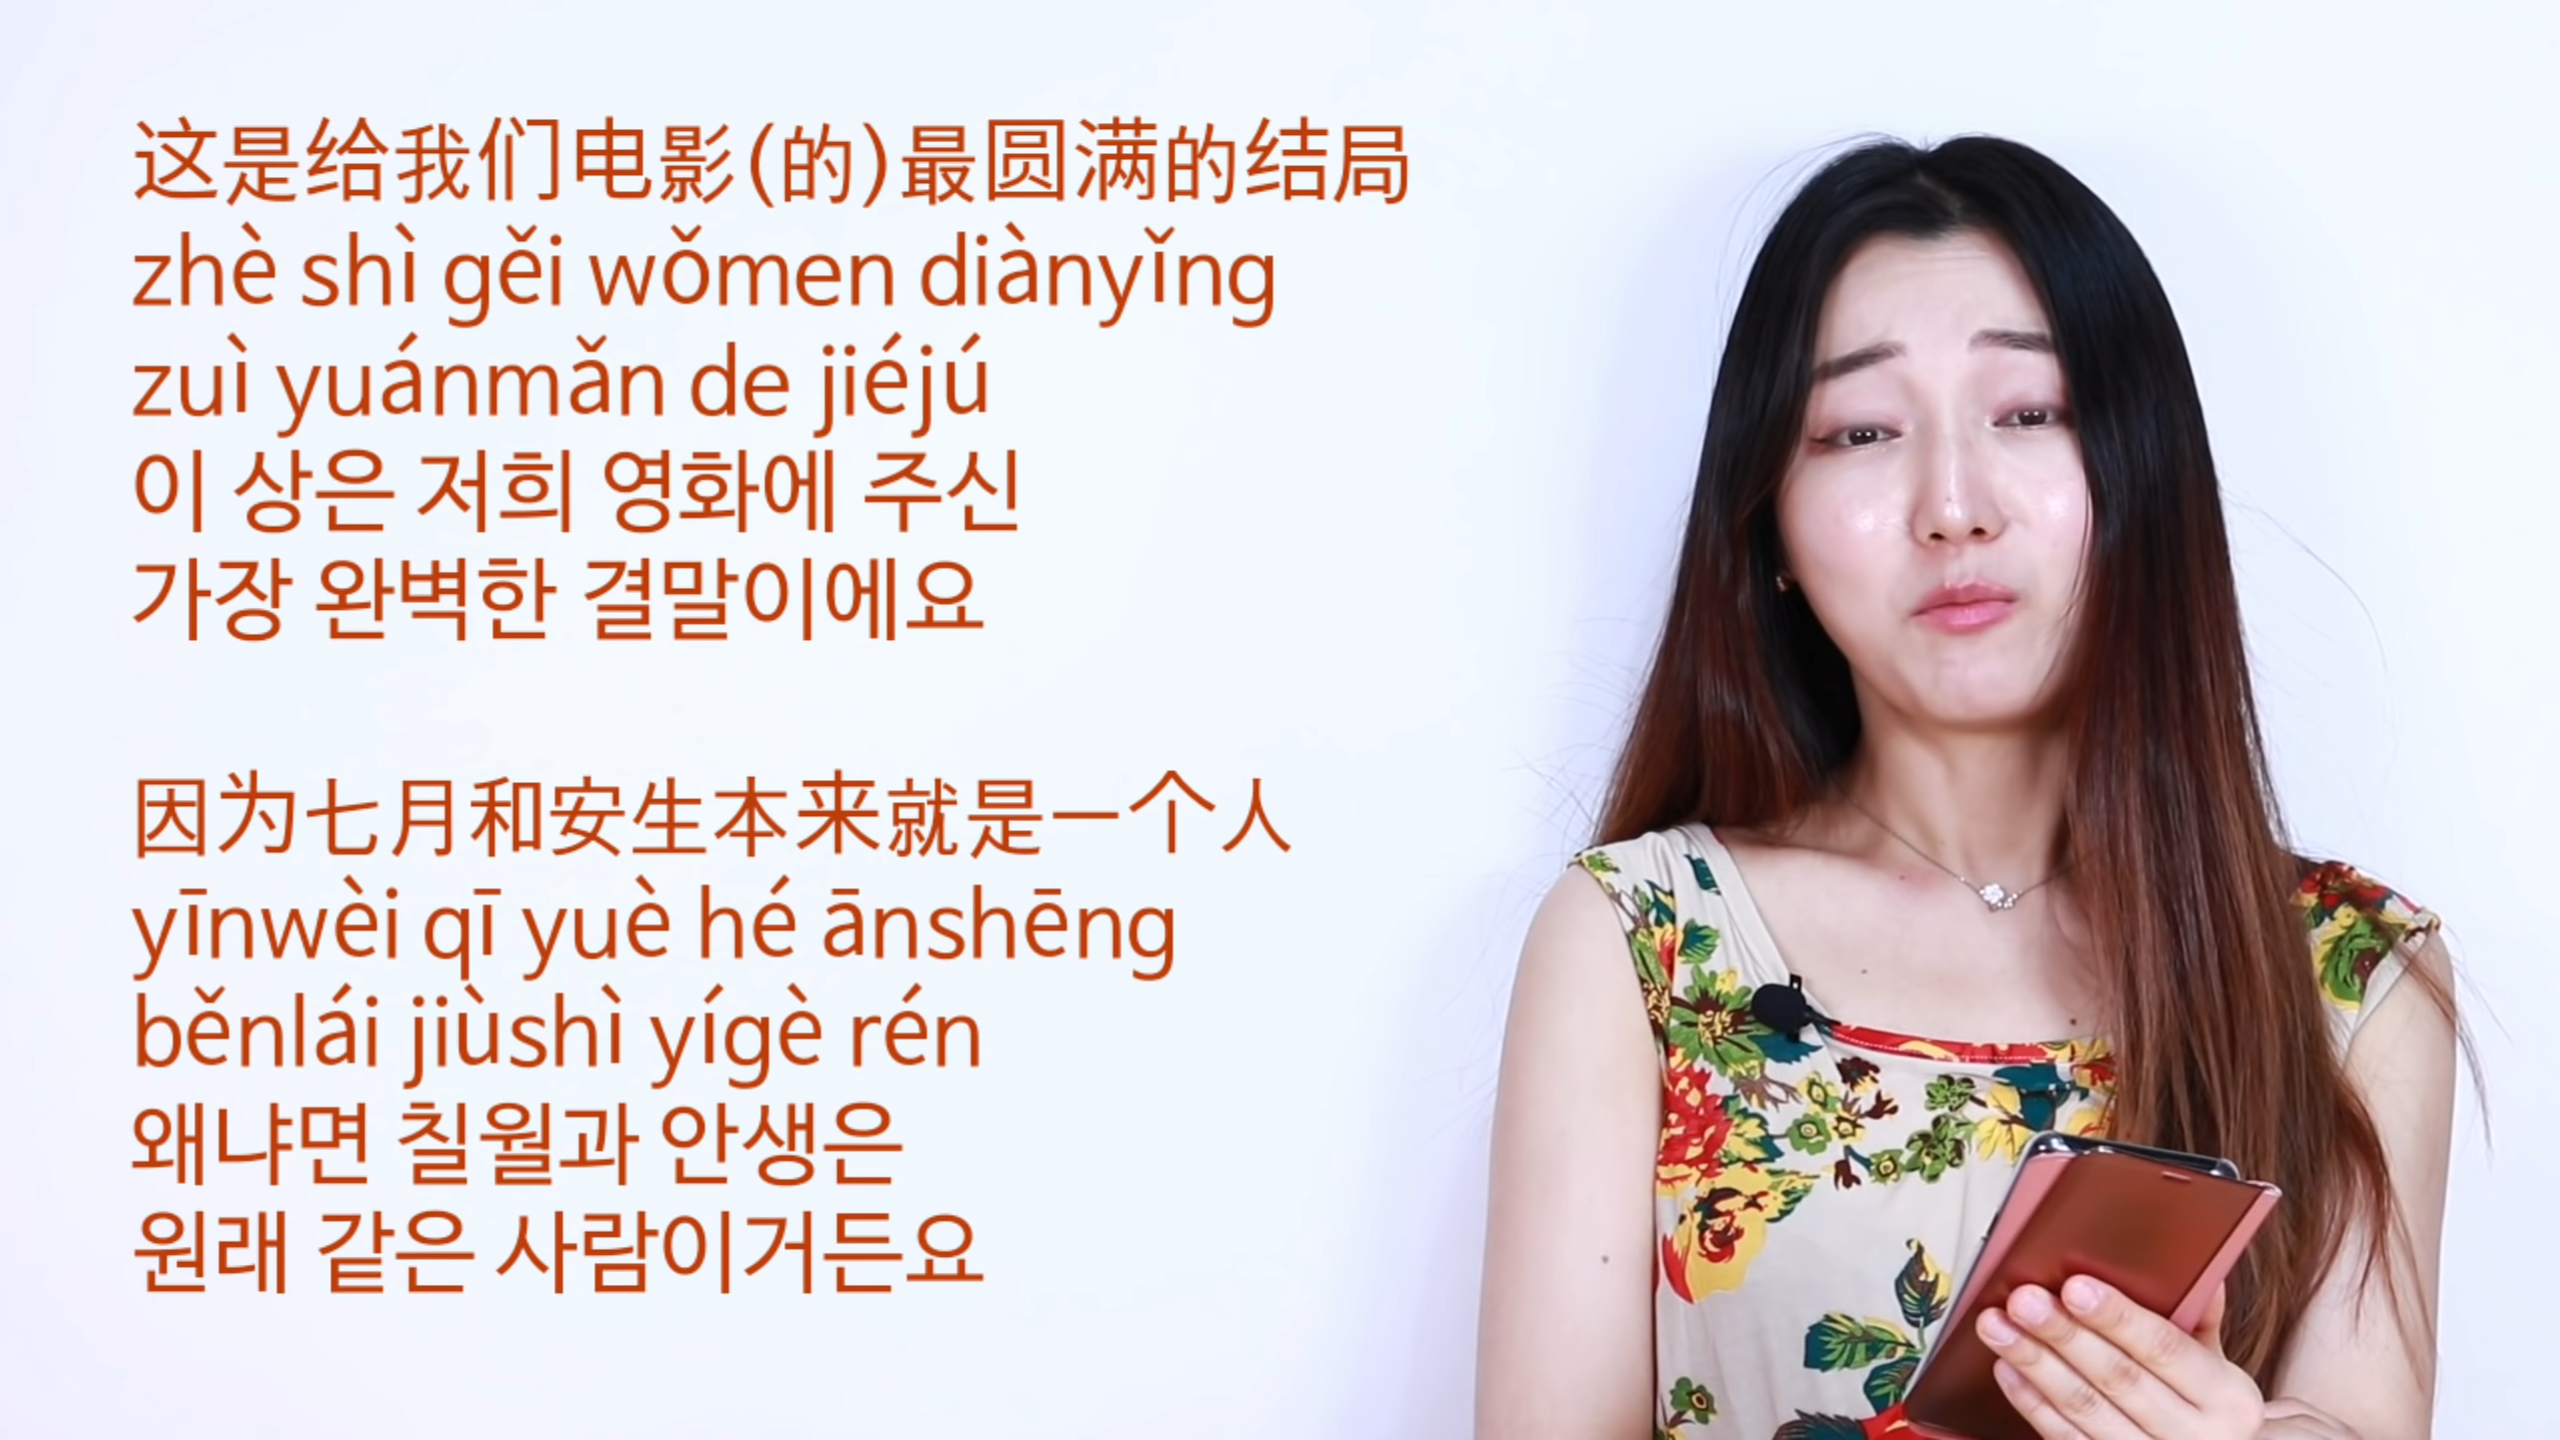 这是给我们电影(的)最圆满的结局
zhè shì gěi wǒmen diànyǐng
zuì yuánmǎn de jiéjú
이 상은 저희 영화에 주신
가장 완벽한 결말이에요
因为七月和安生本来就是一个人
yīnwèi qī yuè hé ānshēng
běnlái jiùshì yígè rén
왜냐면 칠월과 안생은
원래 같은 사람이거든요